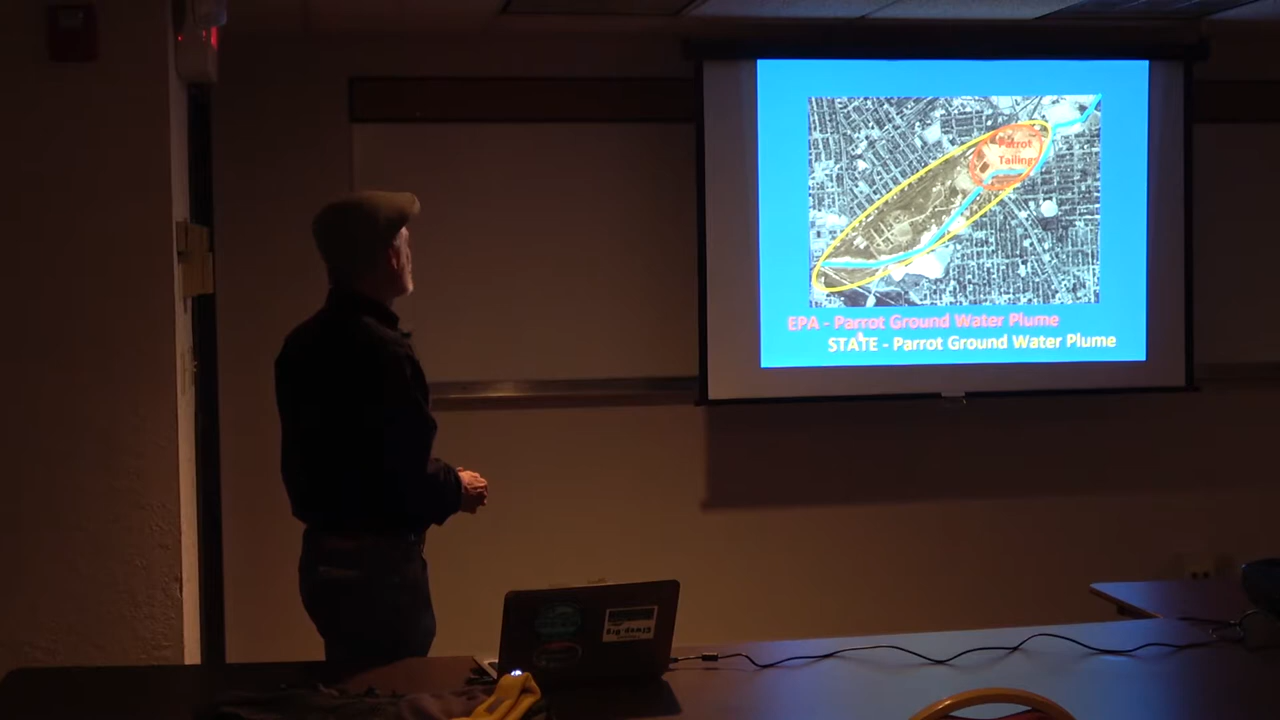 Parrot
Tailings
EPA - Parrot Ground Water Plume
STATE - Parrot Ground Water Plume